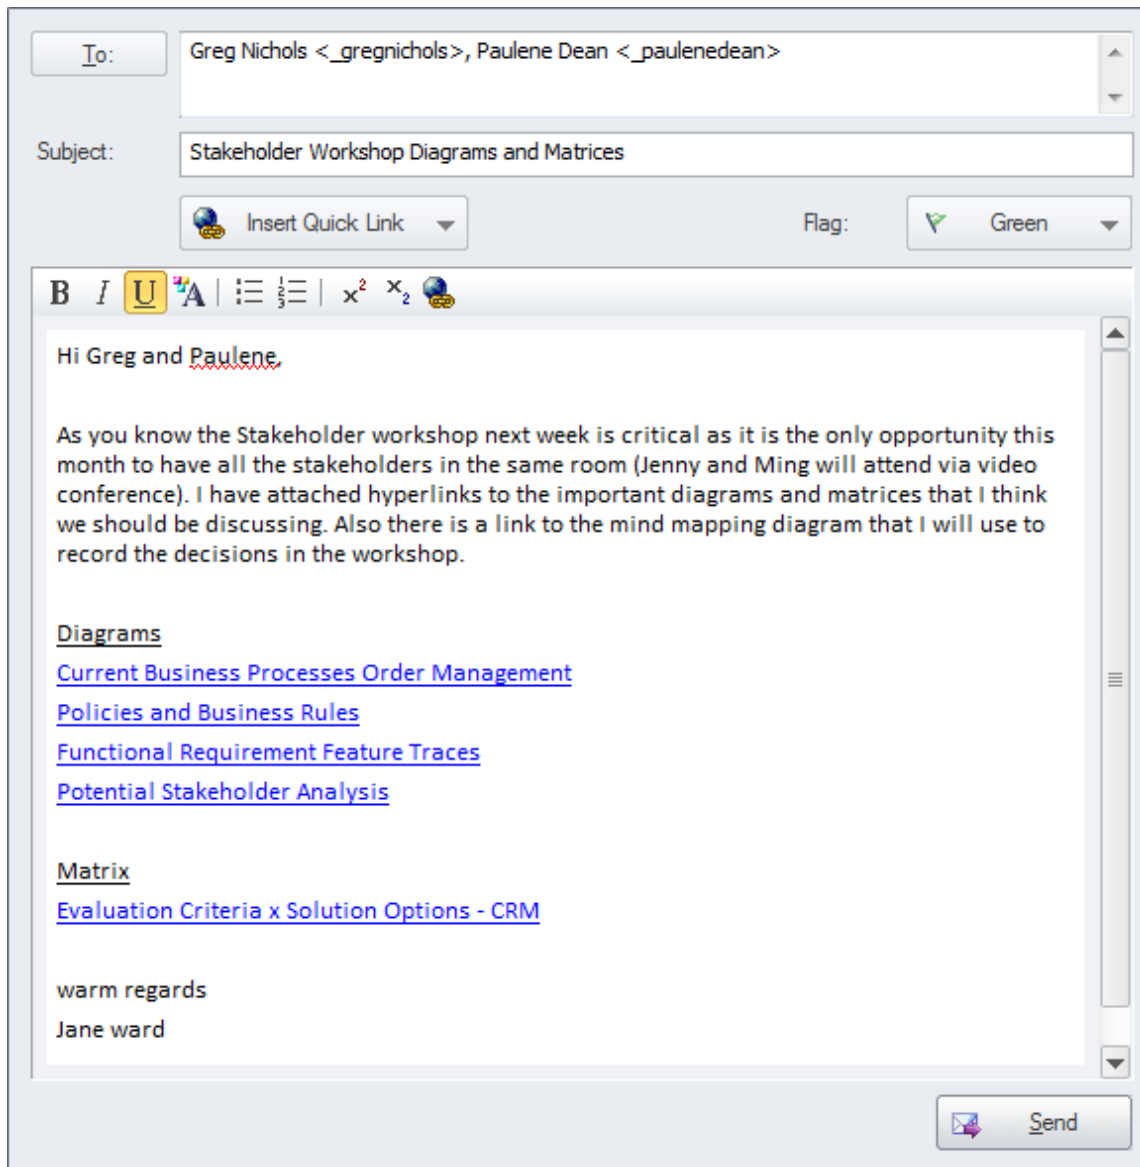 To: Greg Nichols <_gregnichols>, Paulene Dean <_paulenedean>
Subject: Stakeholder Workshop Diagrams and Matrices
Insert Quick Link Flag: Green
B I U A x² x₂
Hi Greg and Paulene,
As you know the Stakeholder workshop next week is critical as it is the only opportunity this
month to have all the stakeholders in the same room (Jenny and Ming will attend via video
conference). I have attached hyperlinks to the important diagrams and matrices that I think
we should be discussing. Also there is a link to the mind mapping diagram that I will use to
record the decisions in the workshop.
Diagrams
Current Business Processes Order Management
Policies and Business Rules
Functional Requirement Feature Traces
Potential Stakeholder Analysis
Matrix
Evaluation Criteria x Solution Options - CRM
warm regards
Jane ward
Send